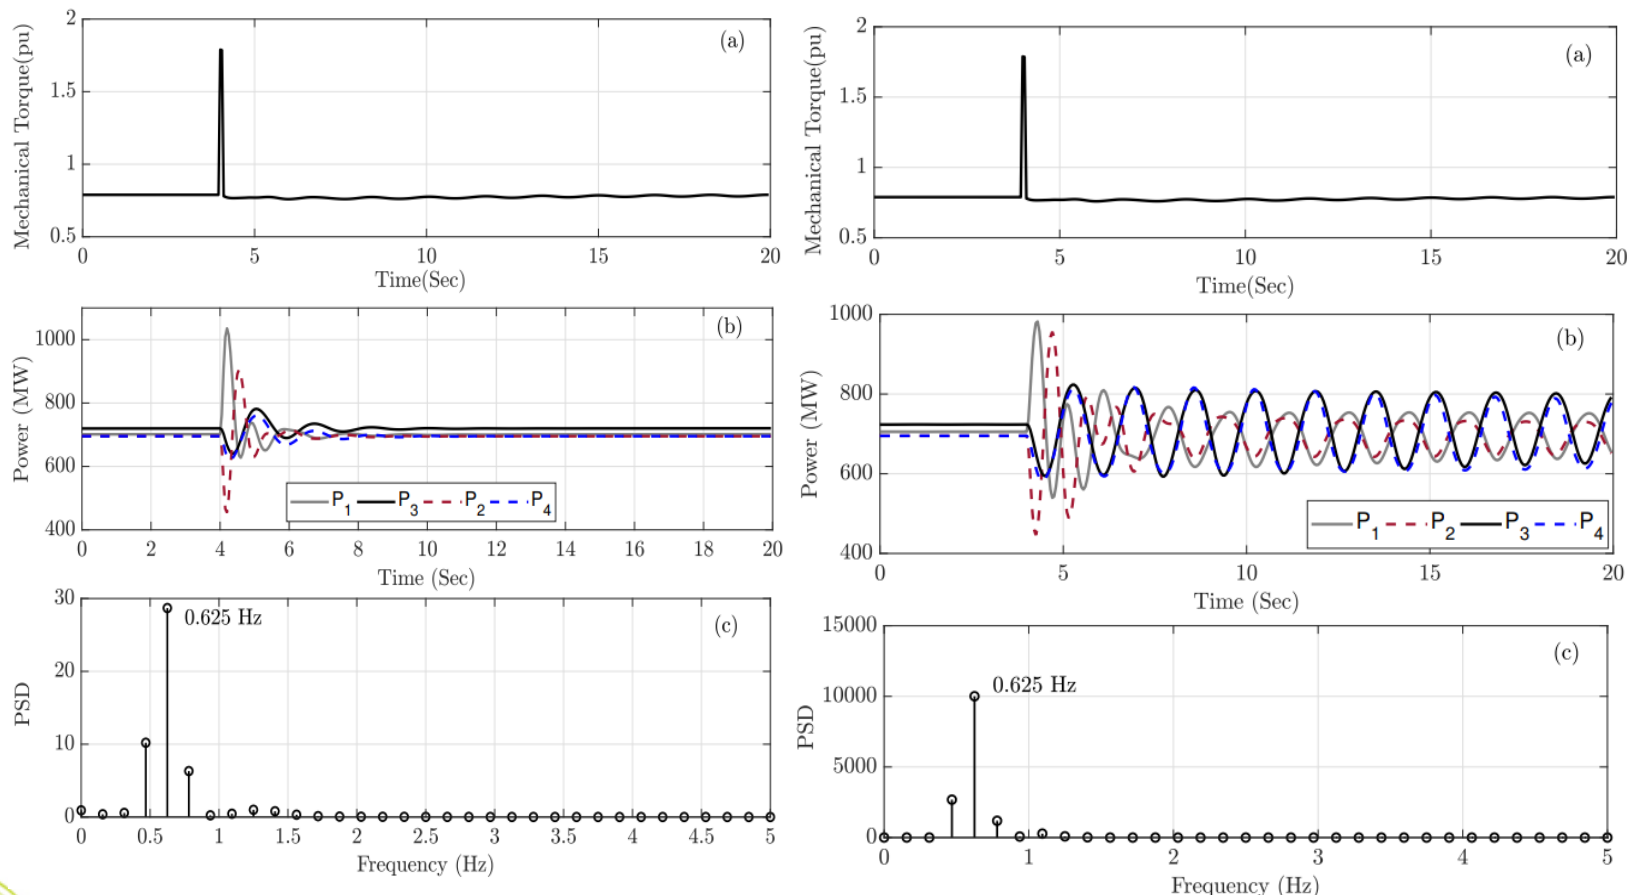 2
1.5
1
0.5
Mechanical Torque(pu)
(a)
0 5 10 15 20
Time(Sec)
1000
800
600
400
Power (MW)
(b)
P1 P3 P2 P4
0 2 4 6 8 10 12 14 16 18 20
Time (Sec)
30
20
10
0
PSD
0.625 Hz
(c)
0 0.5 1 1.5 2 2.5 3 3.5 4 4.5 5
Frequency (Hz)
2
1.5
1
0.5
Mechanical Torque(pu)
(a)
0 5 10 15 20
Time(Sec)
1000
800
600
400
Power (MW)
(b)
P1 P2 P3 P4
0 5 10 15 20
Time (Sec)
15000
10000
5000
0
PSD
0.625 Hz
(c)
0 1 2 3 4 5
Frequency (Hz)